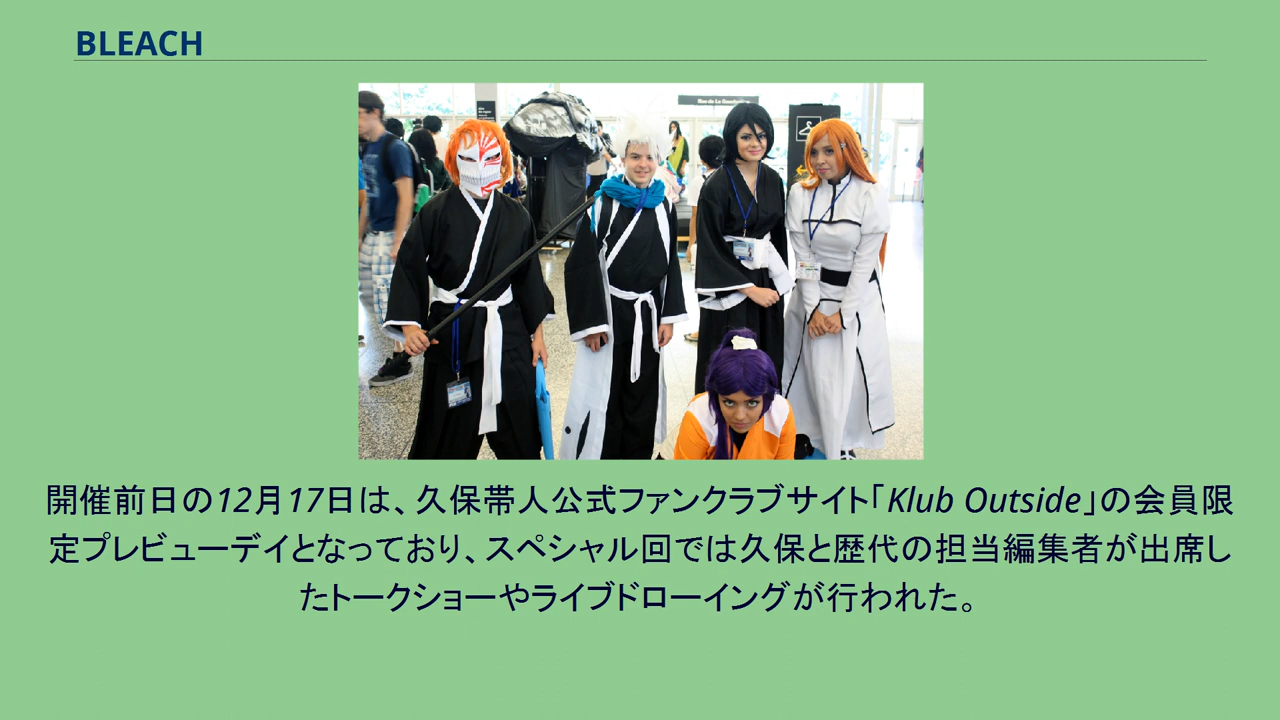 BLEACH
Rue de La Gauchetière
開催前日の12月17日は、久保帯人公式ファンクラブサイト「Klub Outside」の会員限
定プレビューデイとなっており、スペシャル回では久保と歴代の担当編集者が出席し
たトークショーやライブドローイングが行われた。